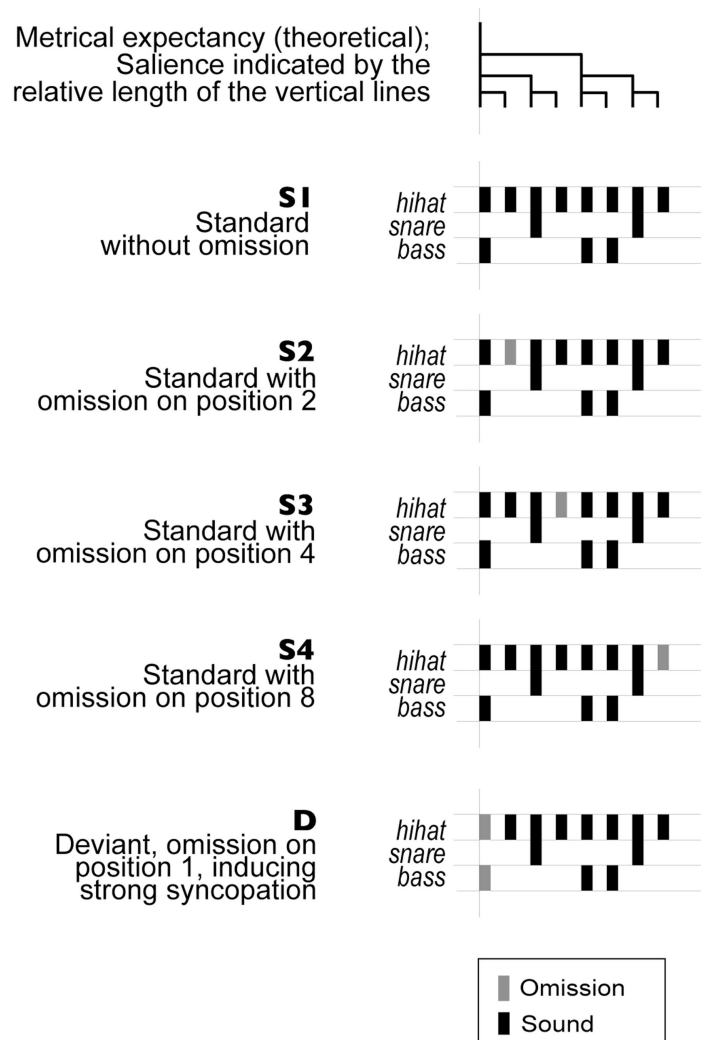 Metrical expectancy (theoretical);
Salience indicated by the
relative length of the vertical lines
S1
Standard
without omission
hihat
snare
bass
S2
Standard with
omission on position 2
hihat
snare
bass
S3
Standard with
omission on position 4
hihat
snare
bass
S4
Standard with
omission on position 8
hihat
snare
bass
D
Deviant, omission on
position 1, inducing
strong syncopation
hihat
snare
bass
Omission
Sound